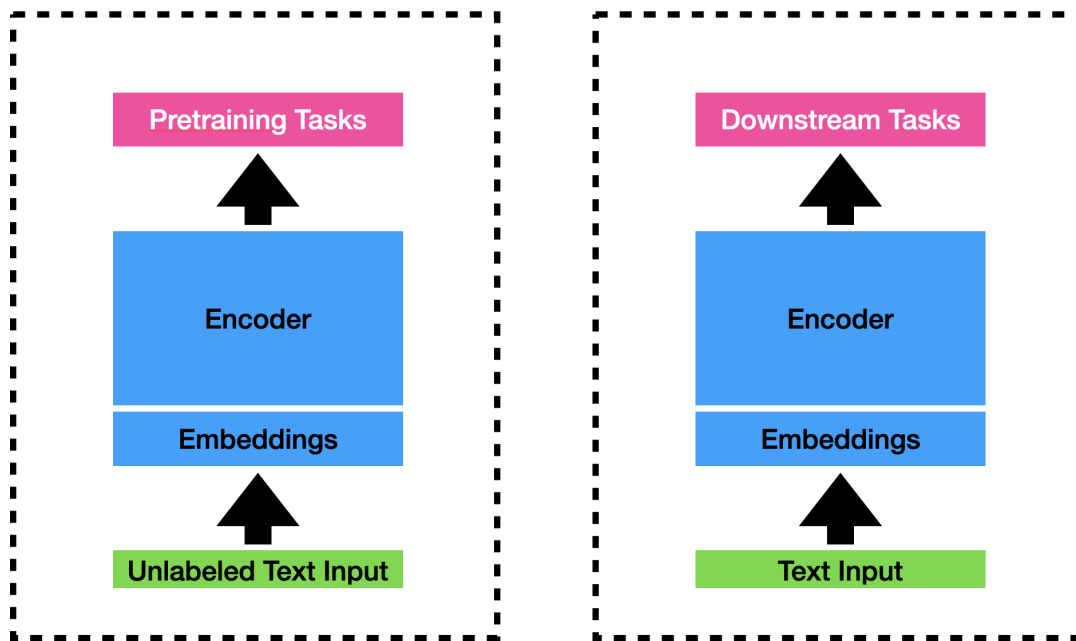 Pretraining Tasks
Encoder
Embeddings
Unlabeled Text Input
Downstream Tasks
Encoder
Embeddings
Text Input